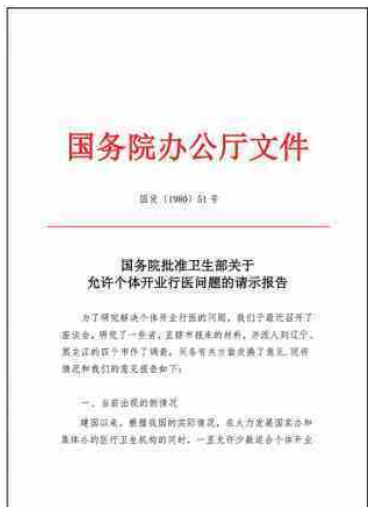 国务院办公厅文件
国发（1980）51号
国务院批准卫生部关于
允许个体开业行医问题的请示报告
为了研究解决个体开业行医的问题，我们于最近召开了
座谈会，研究了一些省、直辖市报来的材料，并派人到辽宁、
黑龙江的四个市作了调查，同各有关方面交换了意见。现将
情况和我们的意见报告如下：
一、当前出现的新情况
建国以来，根据我国的实际情况，在大力发展国家办和
集体办的医疗卫生机构的同时，一直允许少数适合个体开业